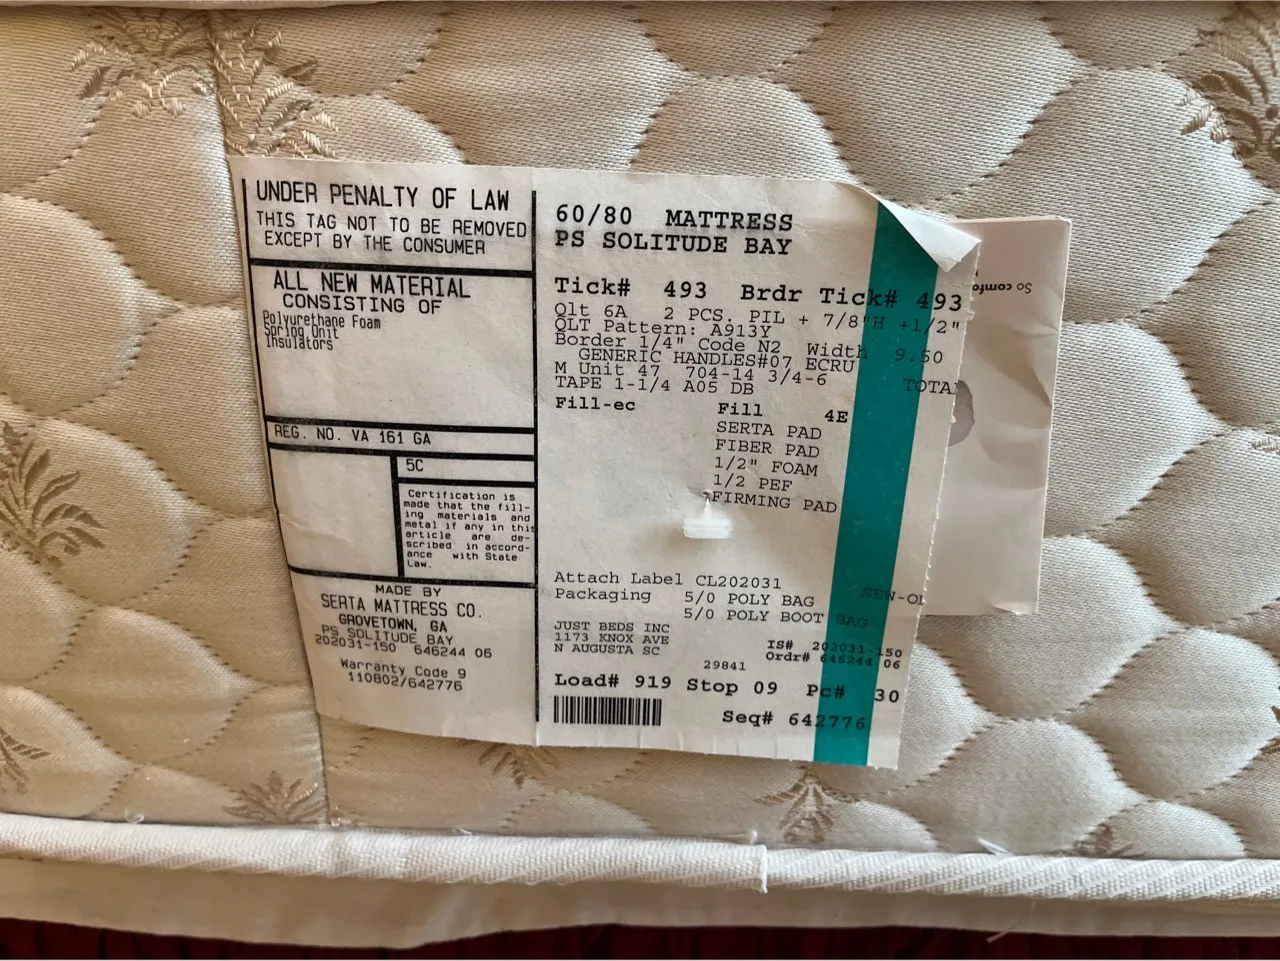 UNDER PENALTY OF LAW
THIS TAG NOT TO BE REMOVED
EXCEPT BY THE CONSUMER
ALL NEW MATERIAL
CONSISTING OF
Polyurethane Foam
Spring Unit
Insulators
REG. NO. VA 161 GA
5C
Certification is
made that the fill-
ing materials and
metal if any in this
article are de-
scribed in accord-
ance with State
Law.
MADE BY
SERTA MATTRESS CO.
GROVETOWN, GA
PS SOLITUDE BAY
202031-150 646244 06
Warranty Code 9
110802/642776
60/80 MATTRESS
PS SOLITUDE BAY
Tick# 493 Brdr Tick# 493
Qlt 6A 2 PCS. PIL + 7/8"H +1/2"
QLT Pattern: A913Y
Border 1/4" Code N2 Width 9.50
GENERIC HANDLES#07 ECRU
M Unit 47 704-14 3/4-6
TAPE 1-1/4 A05 DB TOTA
Fill-ec Fill 4E
SERTA PAD
FIBER PAD
1/2" FOAM
1/2 PEF
FIRMING PAD
Attach Label CL202031
Packaging 5/0 POLY BAG SEW-O
5/0 POLY BOOT BAG
JUST BEDS INC
1173 KNOX AVE
N AUGUSTA SC
29841
IS# 202031-150
Ordr# 646244 06
Load# 919 Stop 09 Pc# 30
Seq# 642776
So comfo